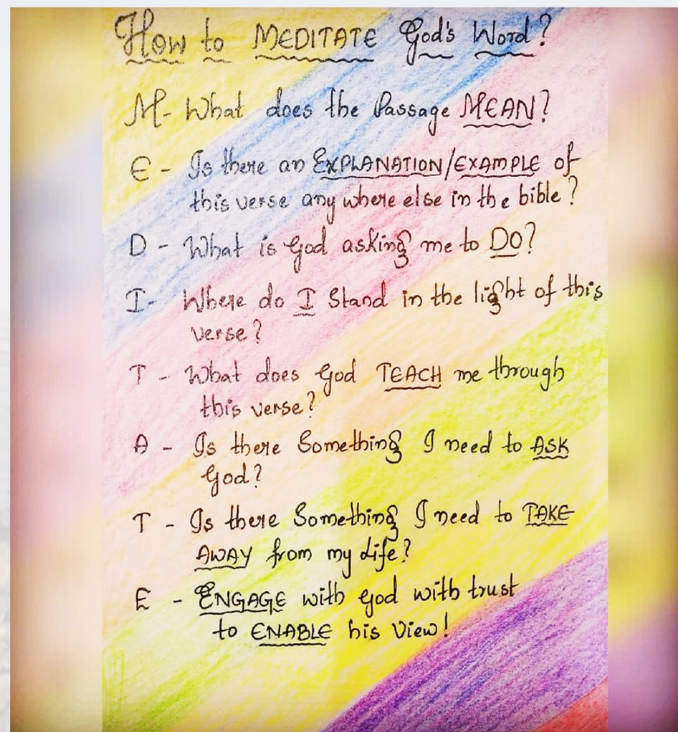 How to MEDITATE God's Word?
M- What does the Passage MEAN?
E - Is there an EXPLANATION/EXAMPLE of
this verse any where else in the bible?
D - What is God asking me to DO?
I- Where do I Stand in the light of this
verse?
T - What does God TEACH me through
this verse?
A - Is there Something I need to ASK
God?
T - Is there Something I need to TAKE
AWAY from my Life?
E - ENGAGE with God with trust
to ENABLE his View!